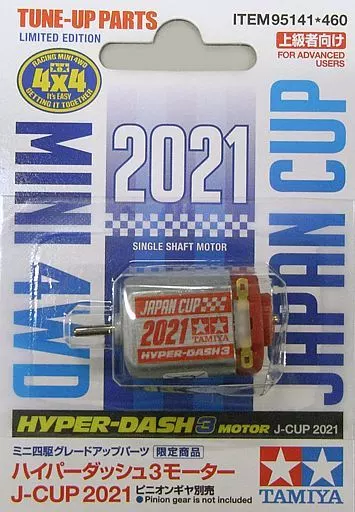 TUNE-UP PARTS
LIMITED EDITION
ITEM 95141★460
上級者向け
FOR ADVANCED
USERS
RACING MINI 4WD
4x4
It's EASY
GETTING IT TOGETHER
MINI 4WD
2021
JAPAN CUP
SINGLE SHAFT MOTOR
JAPAN CUP
2021
TAMIYA
HYPER-DASH3
HYPER-DASH 3 MOTOR J-CUP 2021
ミニ四駆グレードアップパーツ 限定商品
ハイパーダッシュ3モーター
J-CUP 2021 ピニオンギヤ別売
●Pinion gear is not included
TAMIYA